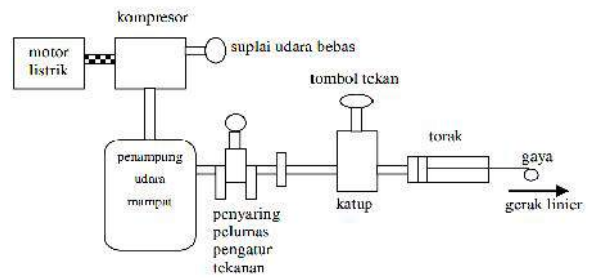 kompresor
motor
listrik
suplai udara bebas
tombol tekan
torak
gaya
penampung
udara
mampat
katup
gerak linier
penyaring
pelumas
pengatur
tekanan